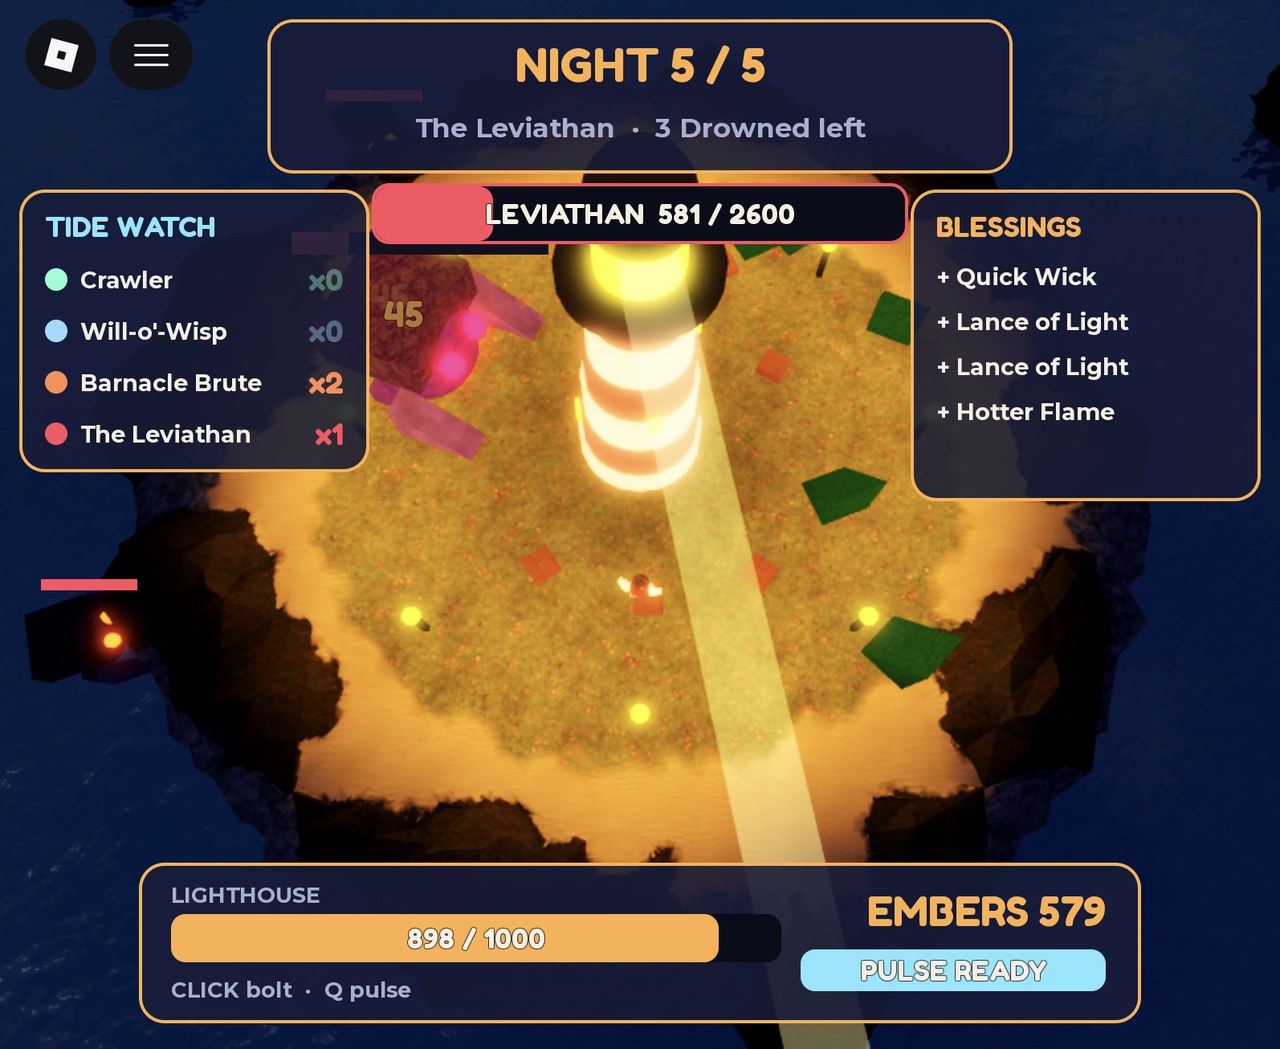 NIGHT 5 / 5
The Leviathan · 3 Drowned left
TIDE WATCH
Crawler x0
Will-o'-Wisp x0
Barnacle Brute x2
The Leviathan x1
LEVIATHAN 581 / 2600
45
BLESSINGS
+ Quick Wick
+ Lance of Light
+ Lance of Light
+ Hotter Flame
LIGHTHOUSE
898 / 1000
CLICK bolt · Q pulse
EMBERS 579
PULSE READY